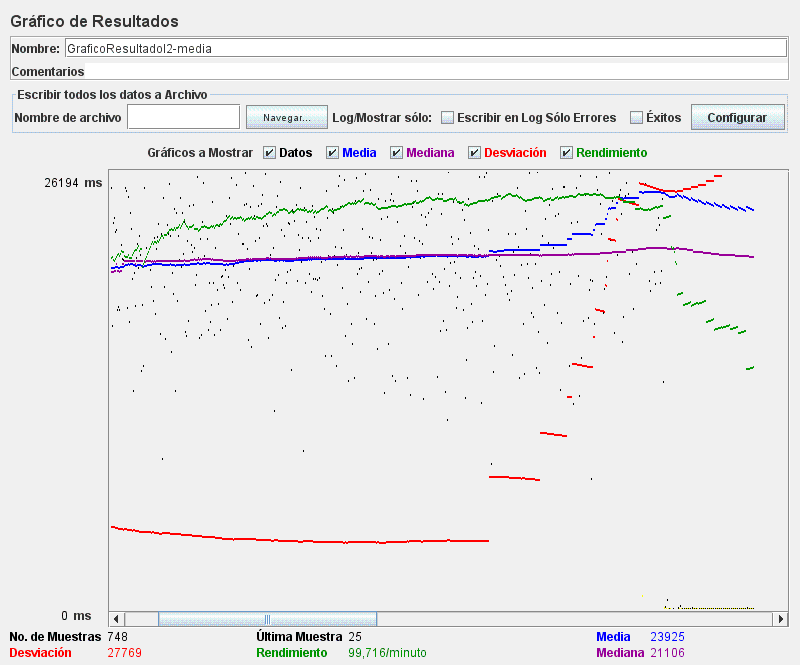 Gráfico de Resultados
Nombre: GraficoResultadoI2-media
Comentarios
Escribir todos los datos a Archivo
Nombre de archivo Navegar... Log/Mostrar sólo: Escribir en Log Sólo Errores Éxitos Configurar
Gráficos a Mostrar Datos Media Mediana Desviación Rendimiento
26194 ms
0 ms
No. de Muestras 748 Última Muestra 25 Media 23925
Desviación 27769 Rendimiento 99,716/minuto Mediana 21106